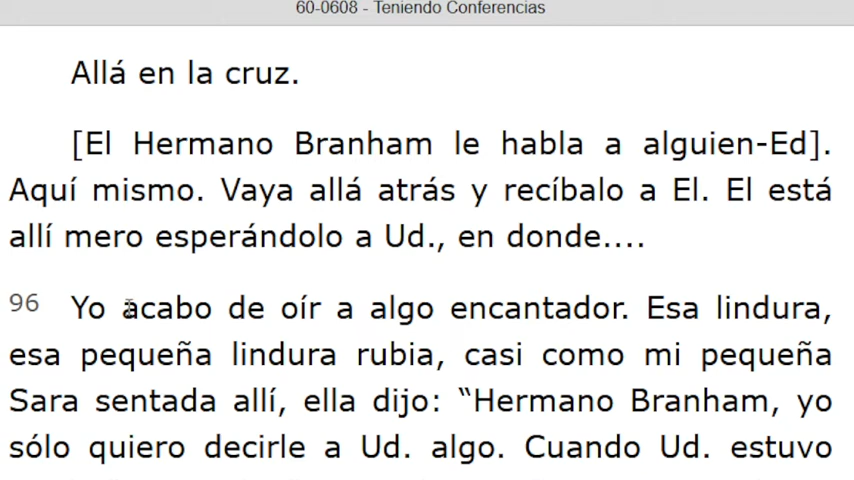 60-0608 - Teniendo Conferencias
Allá en la cruz.
[El Hermano Branham le habla a alguien-Ed].
Aquí mismo. Vaya allá atrás y recíbalo a El. El está
allí mero esperándolo a Ud., en donde....
96 Yo acabo de oír a algo encantador. Esa lindura,
esa pequeña lindura rubia, casi como mi pequeña
Sara sentada allí, ella dijo: “Hermano Branham, yo
sólo quiero decirle a Ud. algo. Cuando Ud. estuvo